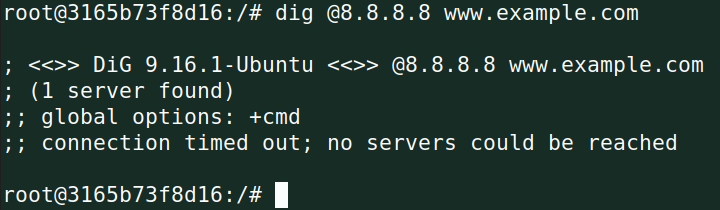 root@3165b73f8d16:/# dig @8.8.8.8 www.example.com
; <<>> DiG 9.16.1-Ubuntu <<>> @8.8.8.8 www.example.com
; (1 server found)
;; global options: +cmd
;; connection timed out; no servers could be reached
root@3165b73f8d16:/#